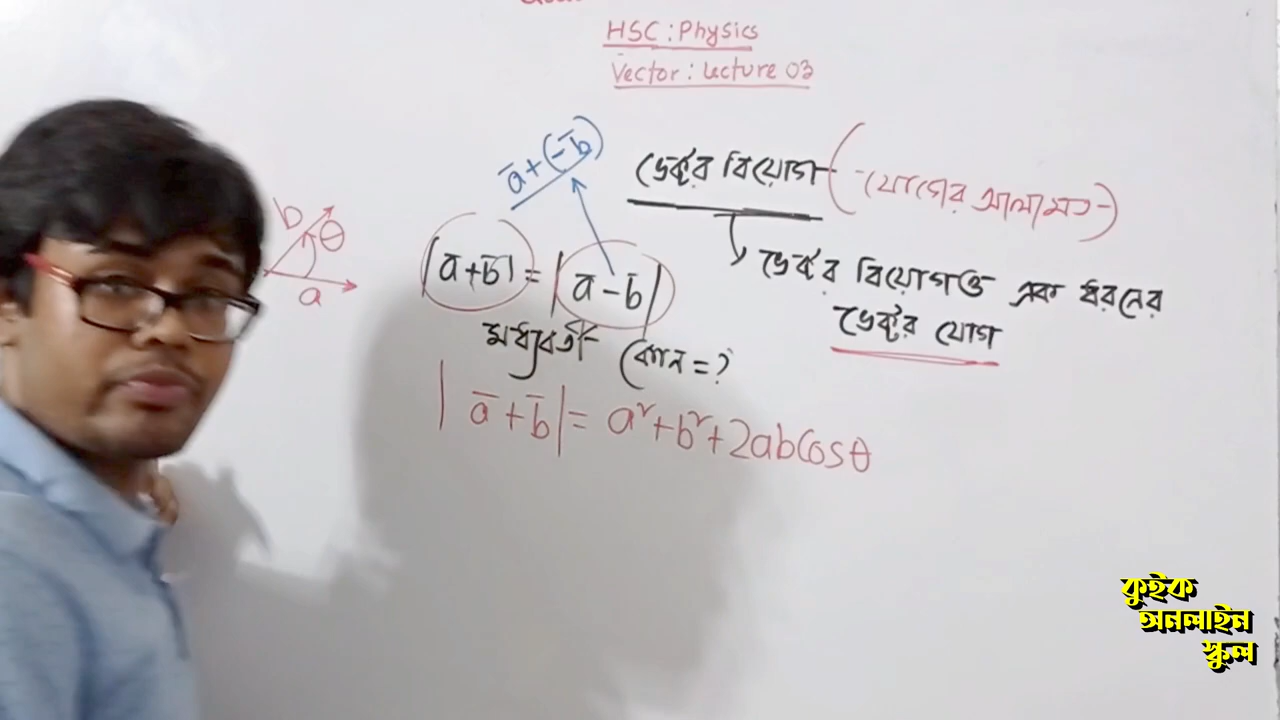 HSC : Physics
Vector : Lecture 03
a̅ + (-b̅)
ভেক্টর বিয়োগ (যোগের আলামত)
b θ
a
|a̅ + b̅| = |a̅ - b̅|
ভেক্টর বিয়োগও এক ধরনের
ভেক্টর যোগ
মধ্যবর্তী কোন = ?
|a̅ + b̅| = a² + b² + 2abCosθ
কুইক
অনলাইন
স্কুল